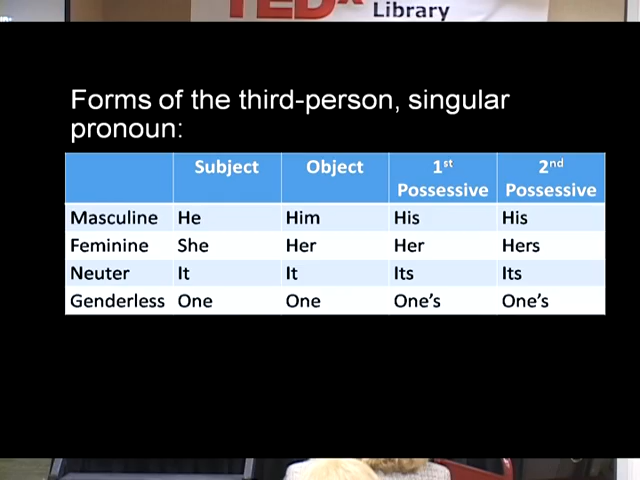 TEDx Library
Forms of the third-person, singular
pronoun:
Subject Object 1st Possessive 2nd Possessive
Masculine He Him His His
Feminine She Her Her Hers
Neuter It It Its Its
Genderless One One One's One's